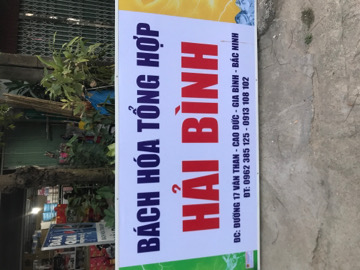 BÁCH HÓA TỔNG HỢP
HẢI BÌNH
ĐC: ĐƯỜNG 17 VẠN THAN - CAO ĐỨC - GIA BÌNH - BẮC NINH
ĐT: 0962 385 125 - 0913 108 102